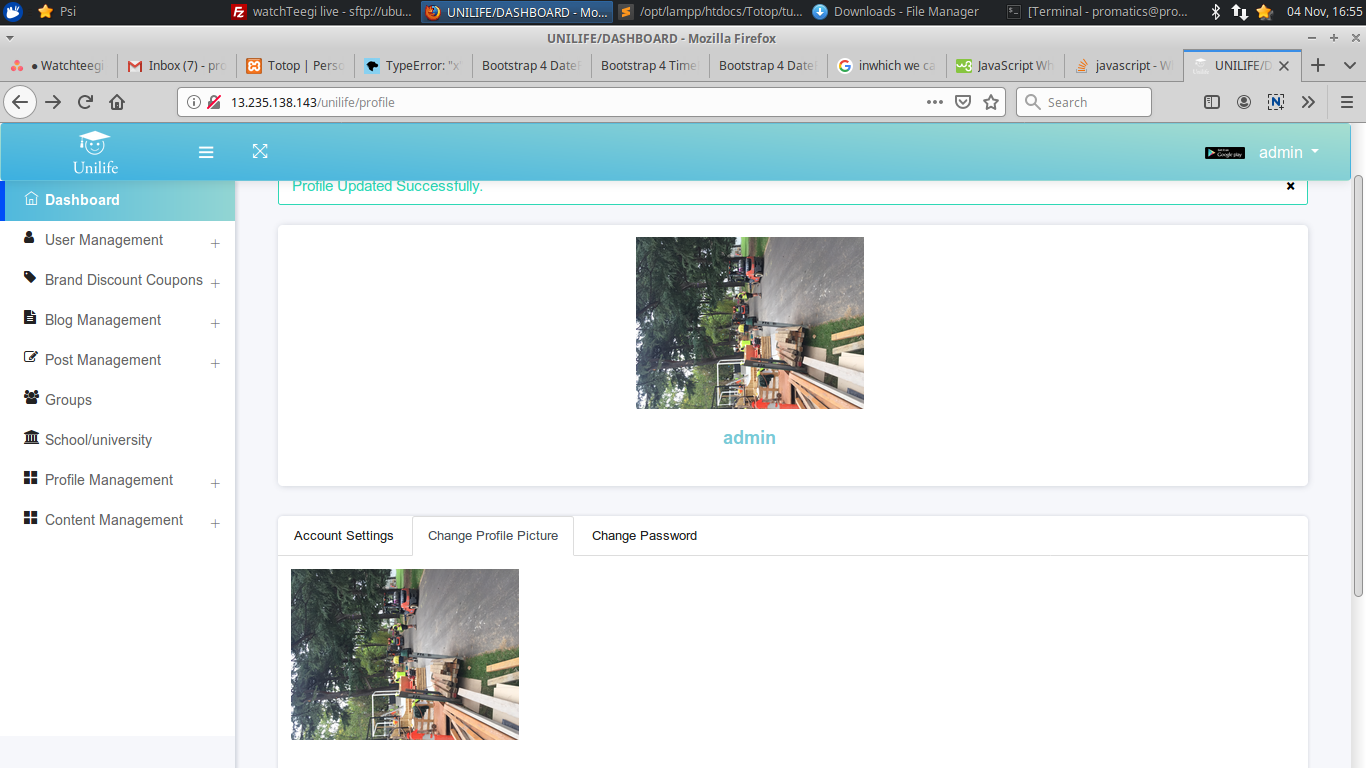 Psi
watchTeegi live - sftp://ubu...
UNILIFE/DASHBOARD - Mo...
/opt/lampp/htdocs/Totop/tu...
Downloads - File Manager
[Terminal - promatics@pro...
04 Nov, 16:55
UNILIFE/DASHBOARD - Mozilla Firefox
● Watchteegi
Inbox (7) - pro
Totop | Perso
TypeError: "x"
Bootstrap 4 DateP
Bootstrap 4 Time
Bootstrap 4 DateP
inwhich we ca
JavaScript Wh
javascript - W
UNILIFE/D
13.235.138.143/unilife/profile
Search
Unilife
Google play
admin
Dashboard
User Management
Brand Discount Coupons
Blog Management
Post Management
Groups
School/university
Profile Management
Content Management
Profile Updated Successfully.
admin
Account Settings
Change Profile Picture
Change Password